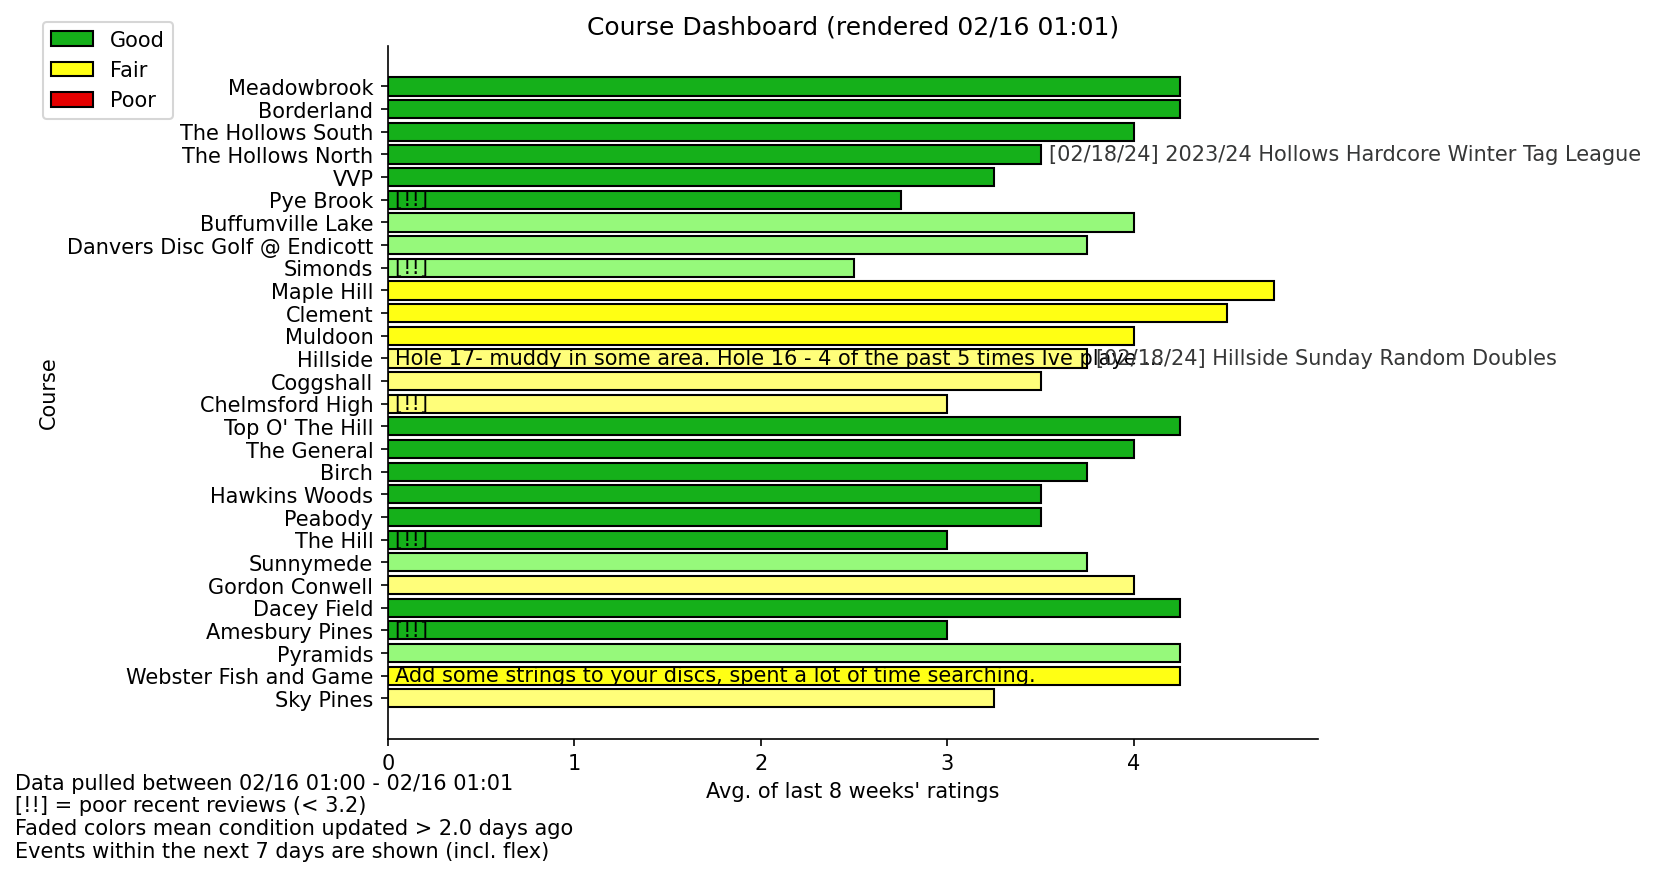 Course Dashboard (rendered 02/16 01:01)
Good
Fair
Poor
Course
Meadowbrook
Borderland
The Hollows South
The Hollows North [02/18/24] 2023/24 Hollows Hardcore Winter Tag League
VVP
Pye Brook [!!]
Buffumville Lake
Danvers Disc Golf @ Endicott
Simonds [!!]
Maple Hill
Clement
Muldoon
Hillside Hole 17- muddy in some area. Hole 16 - 4 of the past 5 times Ive playe... [02/18/24] Hillside Sunday Random Doubles
Coggshall
Chelmsford High [!!]
Top O' The Hill
The General
Birch
Hawkins Woods
Peabody
The Hill [!!]
Sunnymede
Gordon Conwell
Dacey Field
Amesbury Pines [!!]
Pyramids
Webster Fish and Game Add some strings to your discs, spent a lot of time searching.
Sky Pines
0 1 2 3 4
Avg. of last 8 weeks' ratings
Data pulled between 02/16 01:00 - 02/16 01:01
[!!] = poor recent reviews (< 3.2)
Faded colors mean condition updated > 2.0 days ago
Events within the next 7 days are shown (incl. flex)